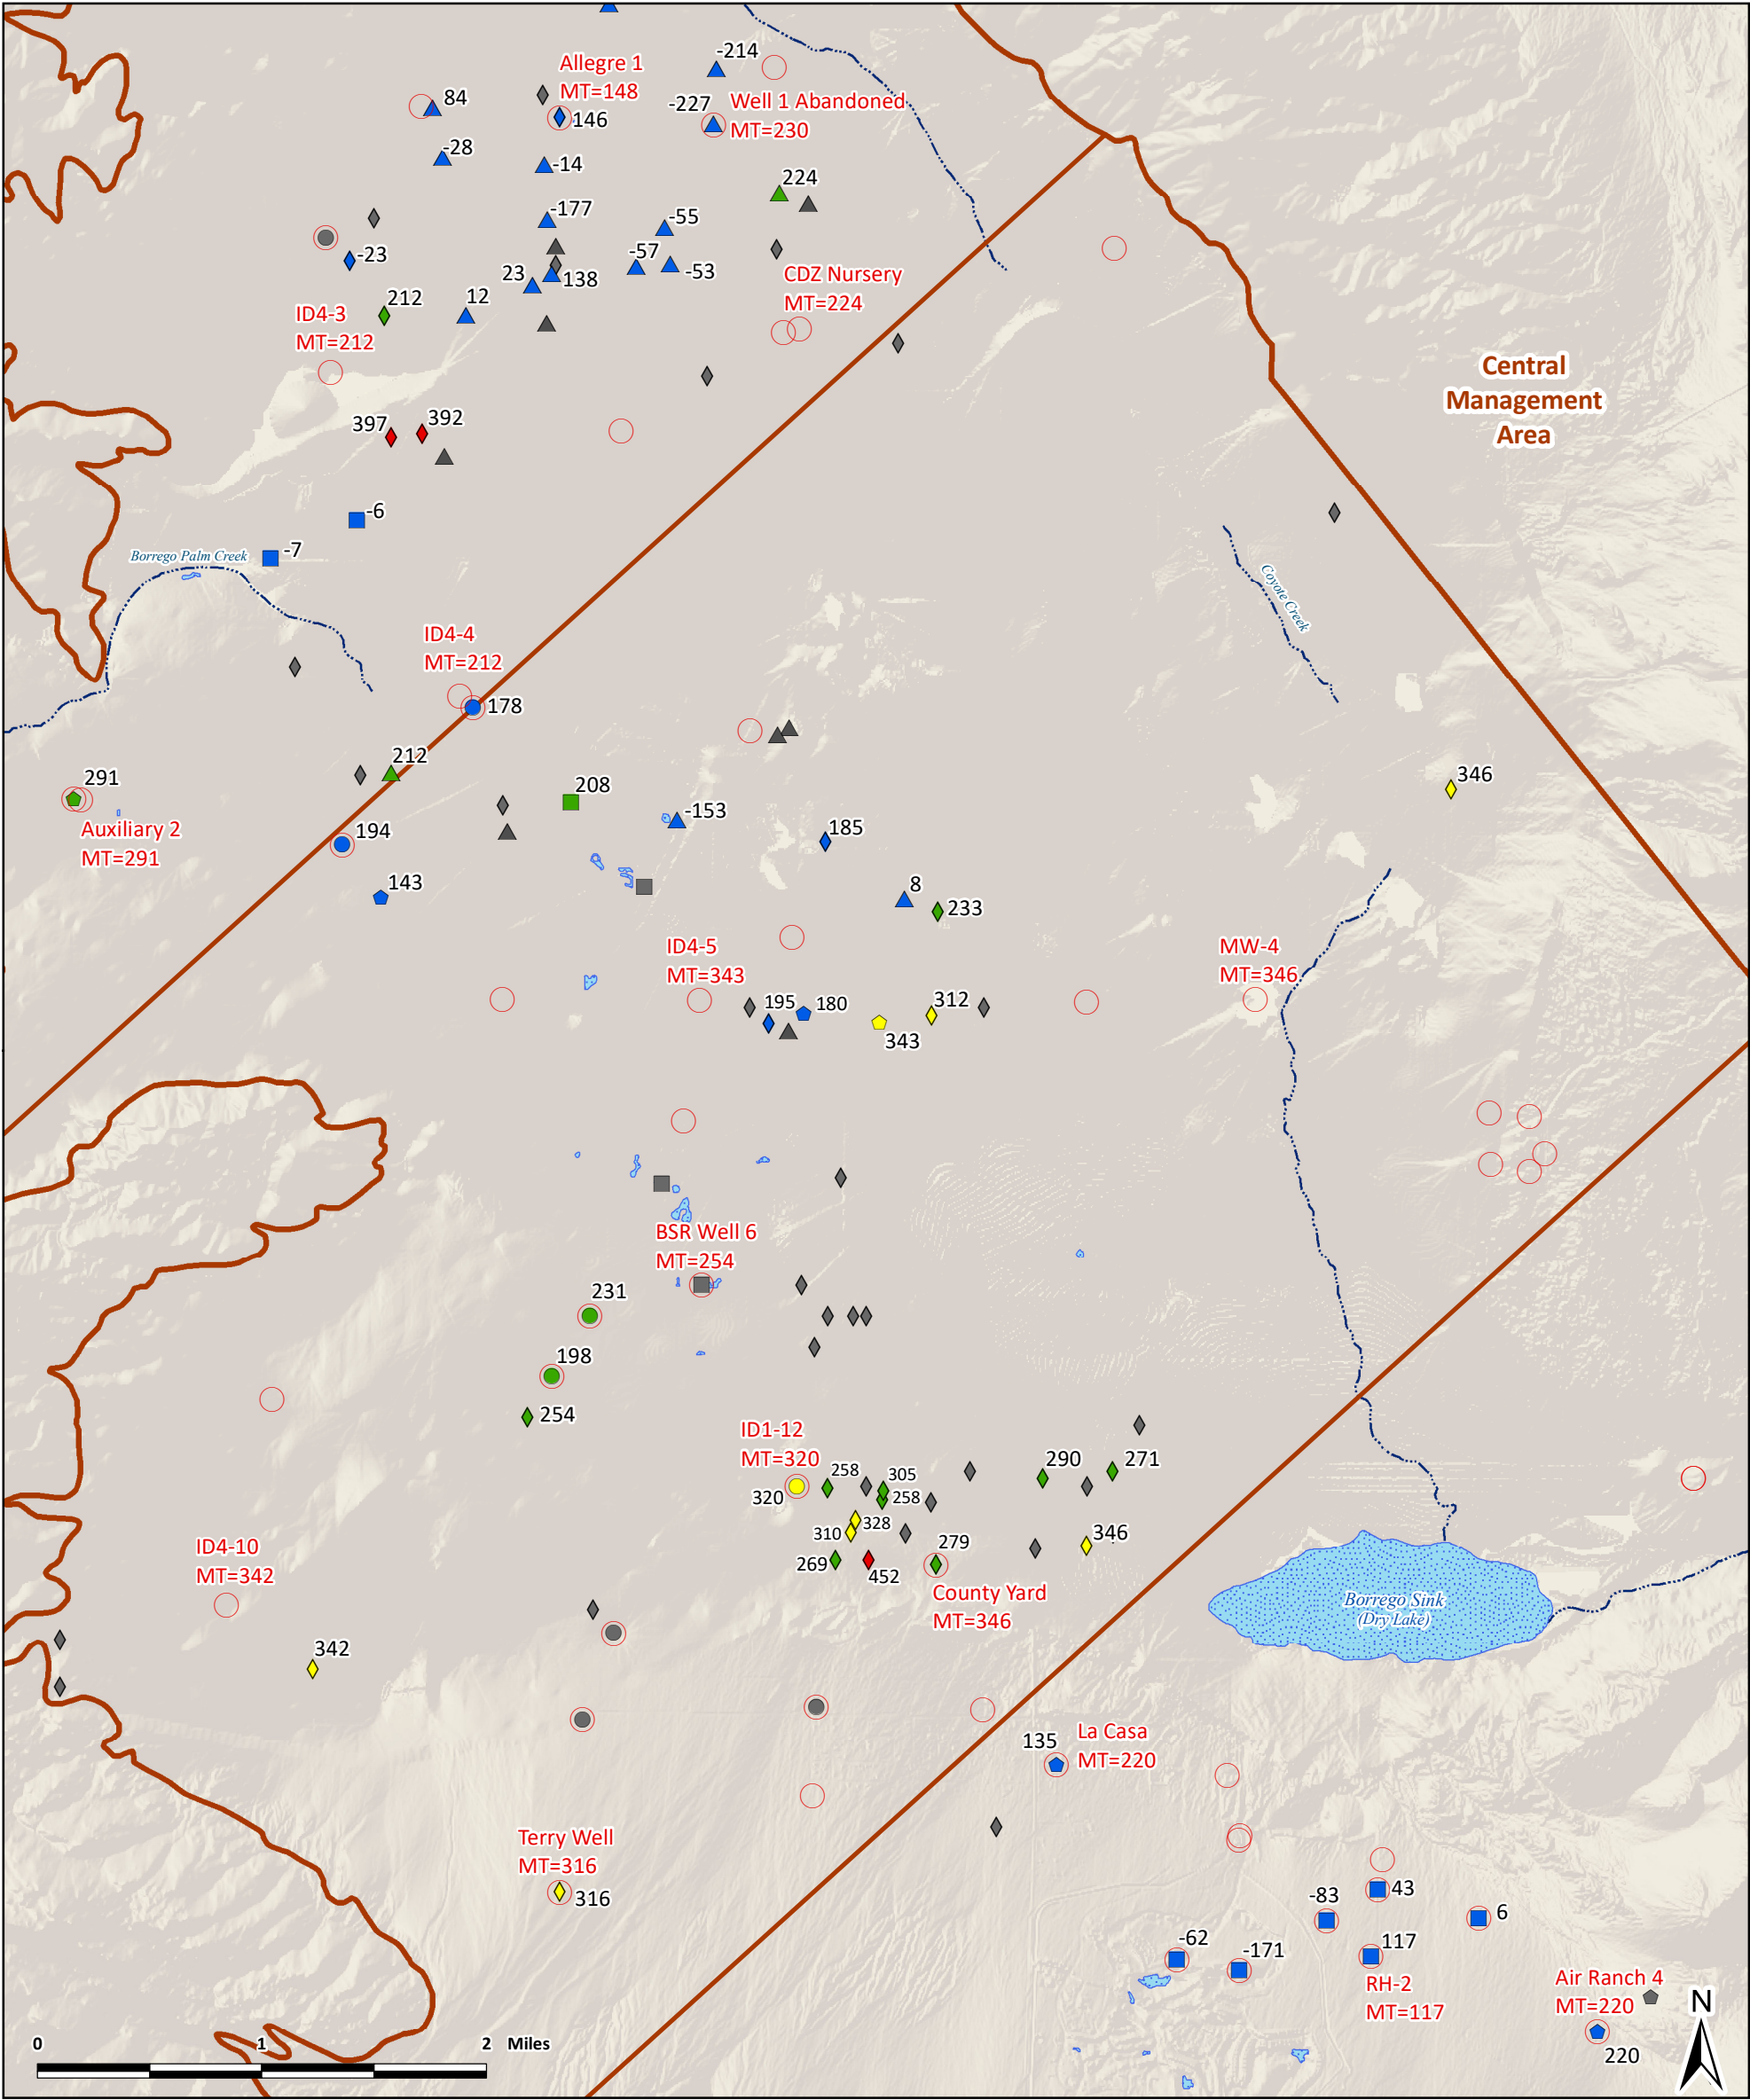 -214
Allegre 1
MT=148
84
146
-227
Well 1 Abandoned
MT=230
-28
-14
224
-177
-55
-23
-57
-53
23
138
CDZ Nursery
MT=224
212
12
ID4-3
MT=212
Central
Management
Area
397
392
-6
-7
Borrego Palm Creek
Coyote Creek
ID4-4
MT=212
178
212
291
346
208
-153
Auxiliary 2
MT=291
194
185
143
8
233
ID4-5
MT=343
MW-4
MT=346
195
180
312
343
BSR Well 6
MT=254
231
198
254
ID1-12
MT=320
258
305
290
271
320
258
328
310
346
279
269
452
ID4-10
MT=342
County Yard
MT=346
Borrego Sink
(Dry Lake)
342
135
La Casa
MT=220
Terry Well
MT=316
316
-83
43
6
-62
-171
117
RH-2
MT=117
Air Ranch 4
MT=220
N
220
0 1 2 Miles